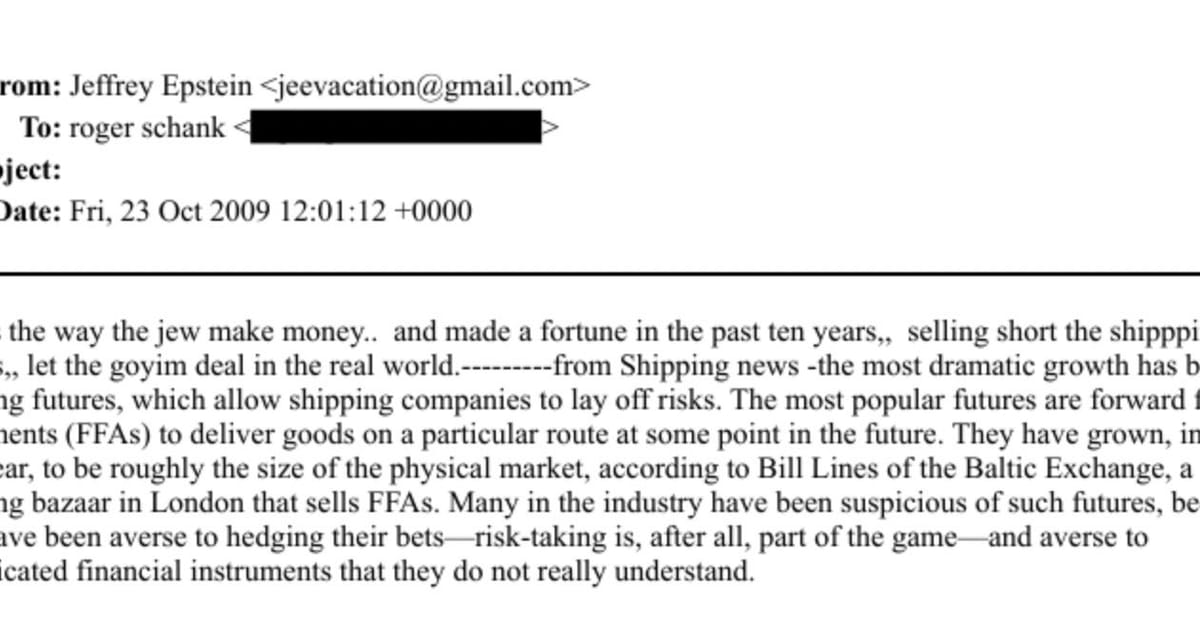 rom: Jeffrey Epstein <jeevacation@gmail.com>
To: roger schank < >
ject:
Date: Fri, 23 Oct 2009 12:01:12 +0000
the way the jew make money.. and made a fortune in the past ten years,, selling short the shipppi
,, let the goyim deal in the real world.---------from Shipping news -the most dramatic growth has b
ng futures, which allow shipping companies to lay off risks. The most popular futures are forward f
ents (FFAs) to deliver goods on a particular route at some point in the future. They have grown, in
ear, to be roughly the size of the physical market, according to Bill Lines of the Baltic Exchange, a
ng bazaar in London that sells FFAs. Many in the industry have been suspicious of such futures, be
ave been averse to hedging their bets—risk-taking is, after all, part of the game—and averse to
icated financial instruments that they do not really understand.